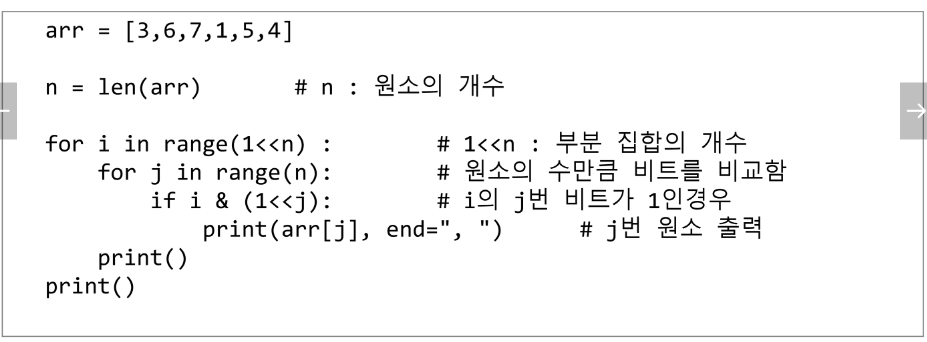 arr = [3,6,7,1,5,4]
n = len(arr)       # n : 원소의 개수
for i in range(1<<n) :        # 1<<n : 부분 집합의 개수
    for j in range(n):        # 원소의 수만큼 비트를 비교함
        if i & (1<<j):        # i의 j번 비트가 1인경우
            print(arr[j], end=", ")      # j번 원소 출력
    print()
print()